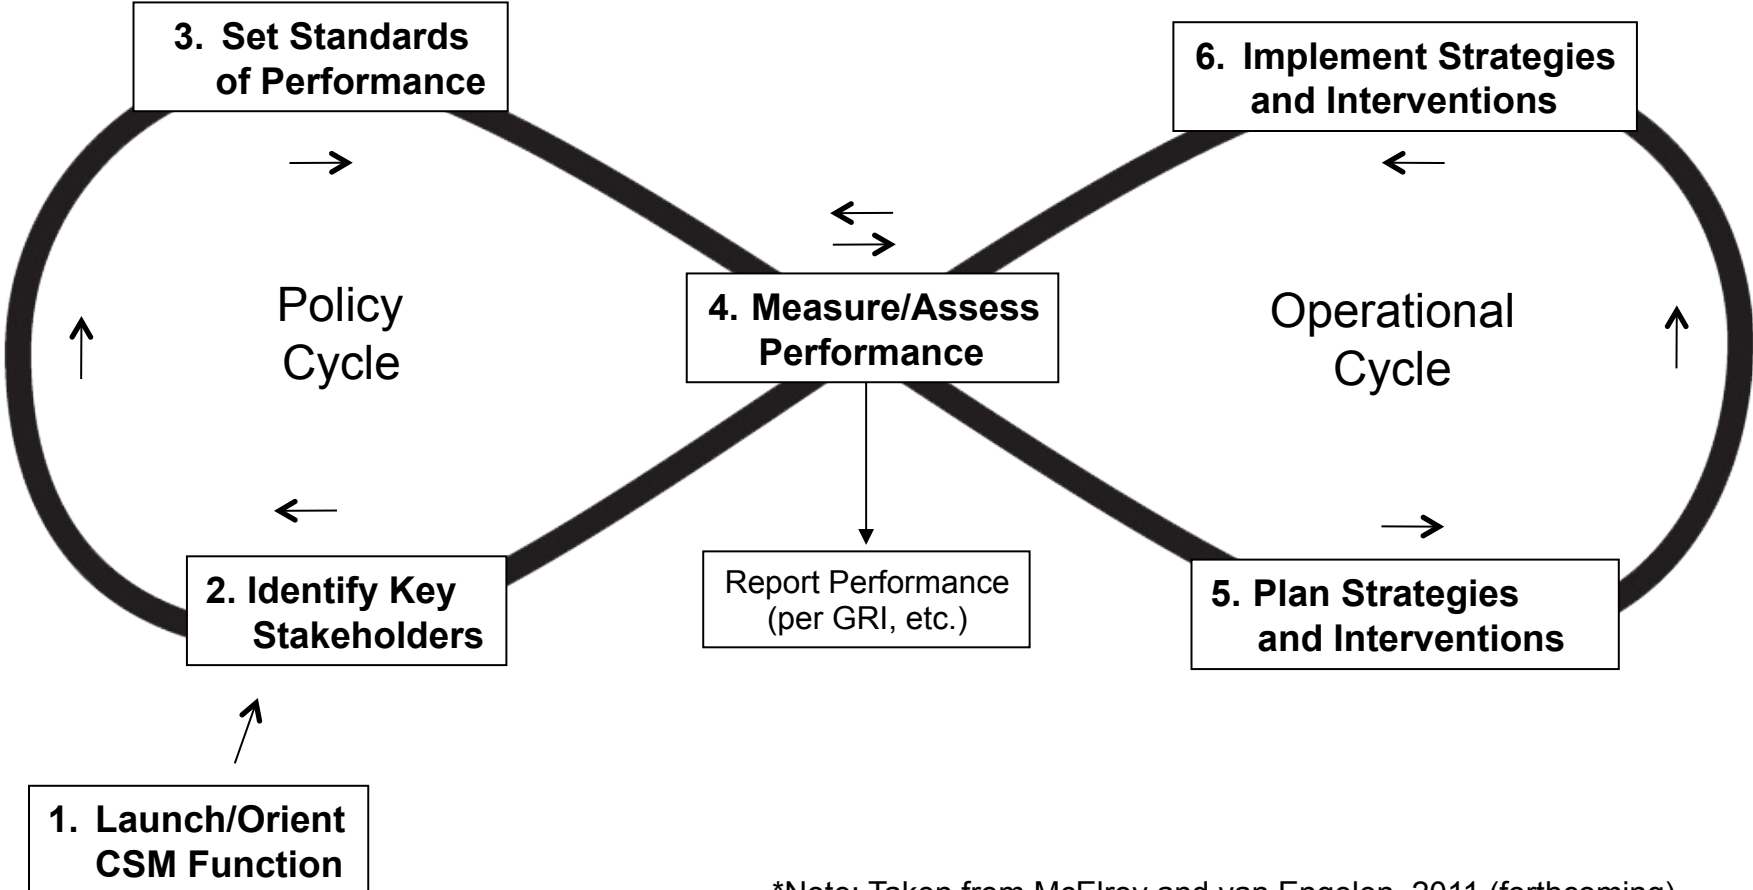 3. Set Standards
of Performance
6. Implement Strategies
and Interventions
Policy
Cycle
4. Measure/Assess
Performance
Operational
Cycle
2. Identify Key
Stakeholders
Report Performance
(per GRI, etc.)
5. Plan Strategies
and Interventions
1. Launch/Orient
CSM Function
*Note: Taken from McElroy and van Engelen, 2011 (forthcoming)